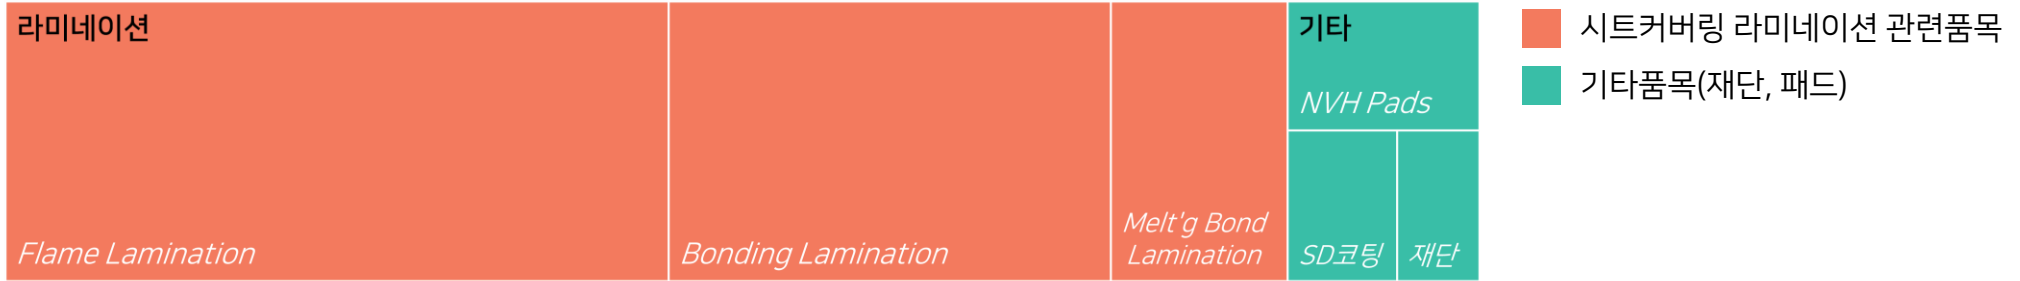 라미네이션
Flame Lamination
Bonding Lamination
Melt'g Bond
Lamination
기타
NVH Pads
SD코팅
재단
시트커버링 라미네이션 관련품목
기타품목(재단, 패드)